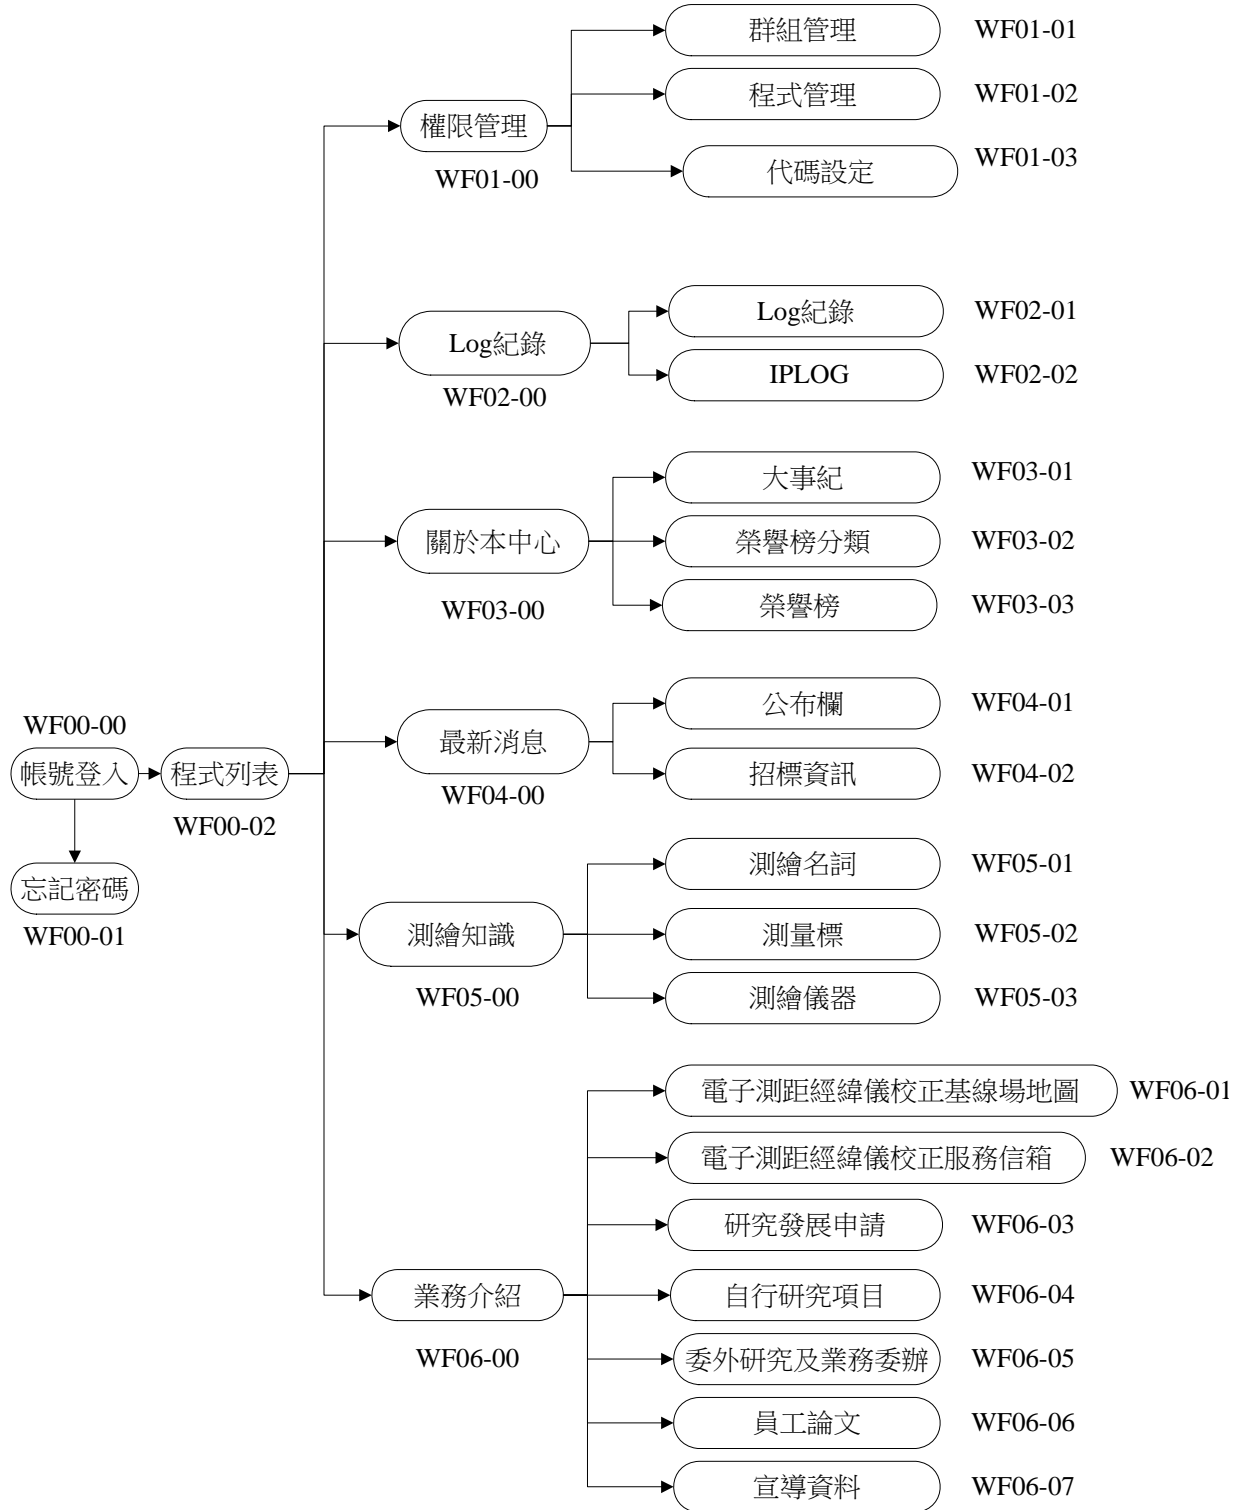 群組管理 WF01-01
程式管理 WF01-02
權限管理
WF01-00
代碼設定 WF01-03
Log紀錄 WF02-01
Log紀錄
WF02-00
IPLOG WF02-02
大事紀 WF03-01
關於本中心
WF03-00
榮譽榜分類 WF03-02
榮譽榜 WF03-03
公布欄 WF04-01
最新消息
WF04-00
招標資訊 WF04-02
WF00-00
帳號登入
程式列表
WF00-02
忘記密碼
WF00-01
測繪名詞 WF05-01
測繪知識
WF05-00
測量標 WF05-02
測繪儀器 WF05-03
電子測距經緯儀校正基線場地圖 WF06-01
電子測距經緯儀校正服務信箱 WF06-02
研究發展申請 WF06-03
業務介紹
WF06-00
自行研究項目 WF06-04
委外研究及業務委辦 WF06-05
員工論文 WF06-06
宣導資料 WF06-07